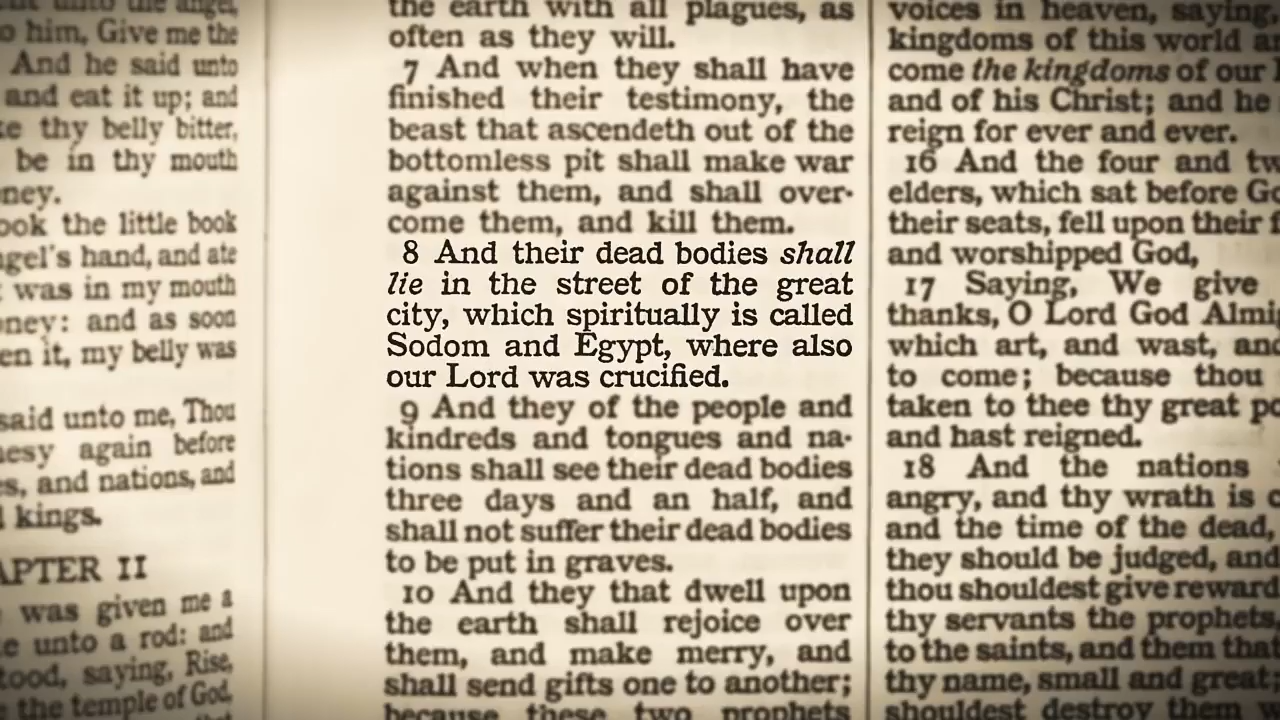 unto the angel,
o him, Give me the
And he said unto
and eat it up; and
thy belly bitter,
be in thy mouth
ney.
ook the little book
gel's hand, and ate
was in my mouth
oney: and as soon
en it, my belly was
said unto me, Thou
esy again before
s, and nations, and
kings.
APTER II
was given me a
e unto a rod: and
tood, saying, Rise,
the temple of God,
the earth with all plagues, as
often as they will.
7 And when they shall have
finished their testimony, the
beast that ascendeth out of the
bottomless pit shall make war
against them, and shall over-
come them, and kill them.
8 And their dead bodies shall
lie in the street of the great
city, which spiritually is called
Sodom and Egypt, where also
our Lord was crucified.
9 And they of the people and
kindreds and tongues and na-
tions shall see their dead bodies
three days and an half, and
shall not suffer their dead bodies
to be put in graves.
10 And they that dwell upon
the earth shall rejoice over
them, and make merry, and
shall send gifts one to another;
because these two prophets
voices in heaven, saying,
kingdoms of this world a
come the kingdoms of our
and of his Christ; and he
reign for ever and ever.
16 And the four and tw
elders, which sat before Go
their seats, fell upon their f
and worshipped God,
17 Saying, We give
thanks, O Lord God Almi
which art, and wast, and
to come; because thou
taken to thee thy great po
and hast reigned.
18 And the nations
angry, and thy wrath is c
and the time of the dead,
they should be judged, and
thou shouldest give reward
thy servants the prophets,
to the saints, and them that
thy name, small and great;
shouldest destroy them w